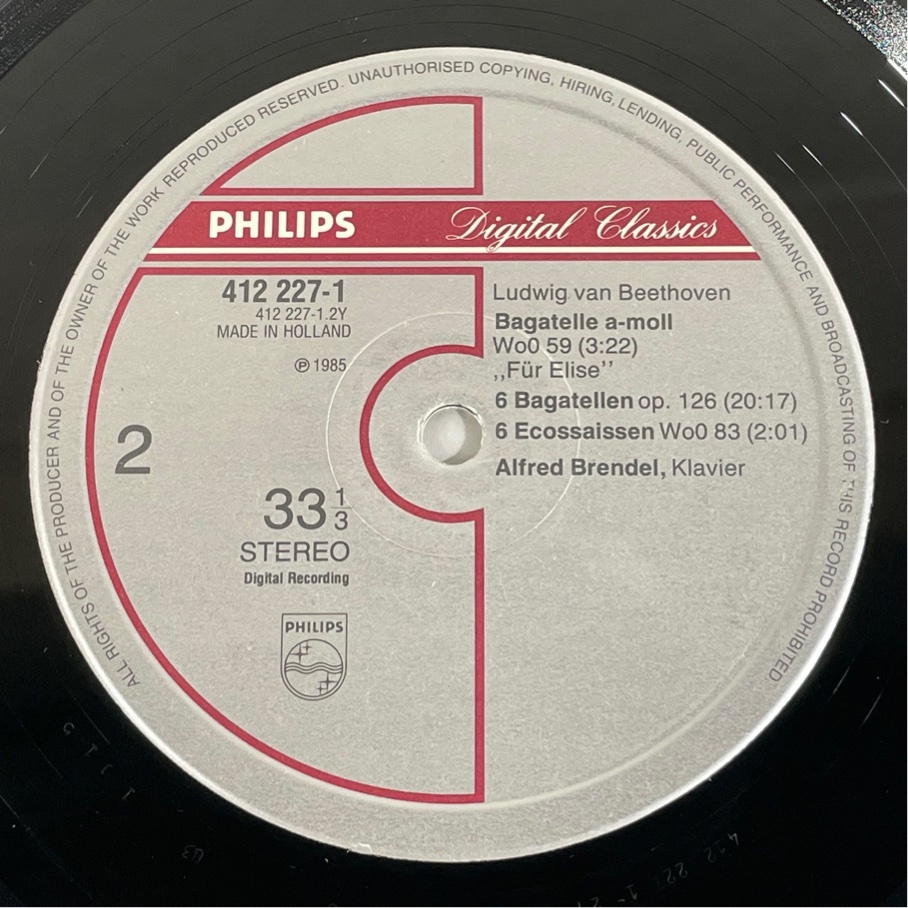 ALL RIGHTS OF THE PRODUCER AND OF THE OWNER OF THE WORK REPRODUCED RESERVED. UNAUTHORISED COPYING, HIRING, LENDING, PUBLIC PERFORMANCE AND BROADCASTING OF THIS RECORD PROHIBITED
PHILIPS Digital Classics
412 227-1
412 227-1.2Y
MADE IN HOLLAND
℗ 1985
2
33 1/3
STEREO
Digital Recording
PHILIPS
Ludwig van Beethoven
Bagatelle a-moll
WoO 59 (3:22)
,,Für Elise''
6 Bagatellen op. 126 (20:17)
6 Ecossaissen WoO 83 (2:01)
Alfred Brendel, Klavier